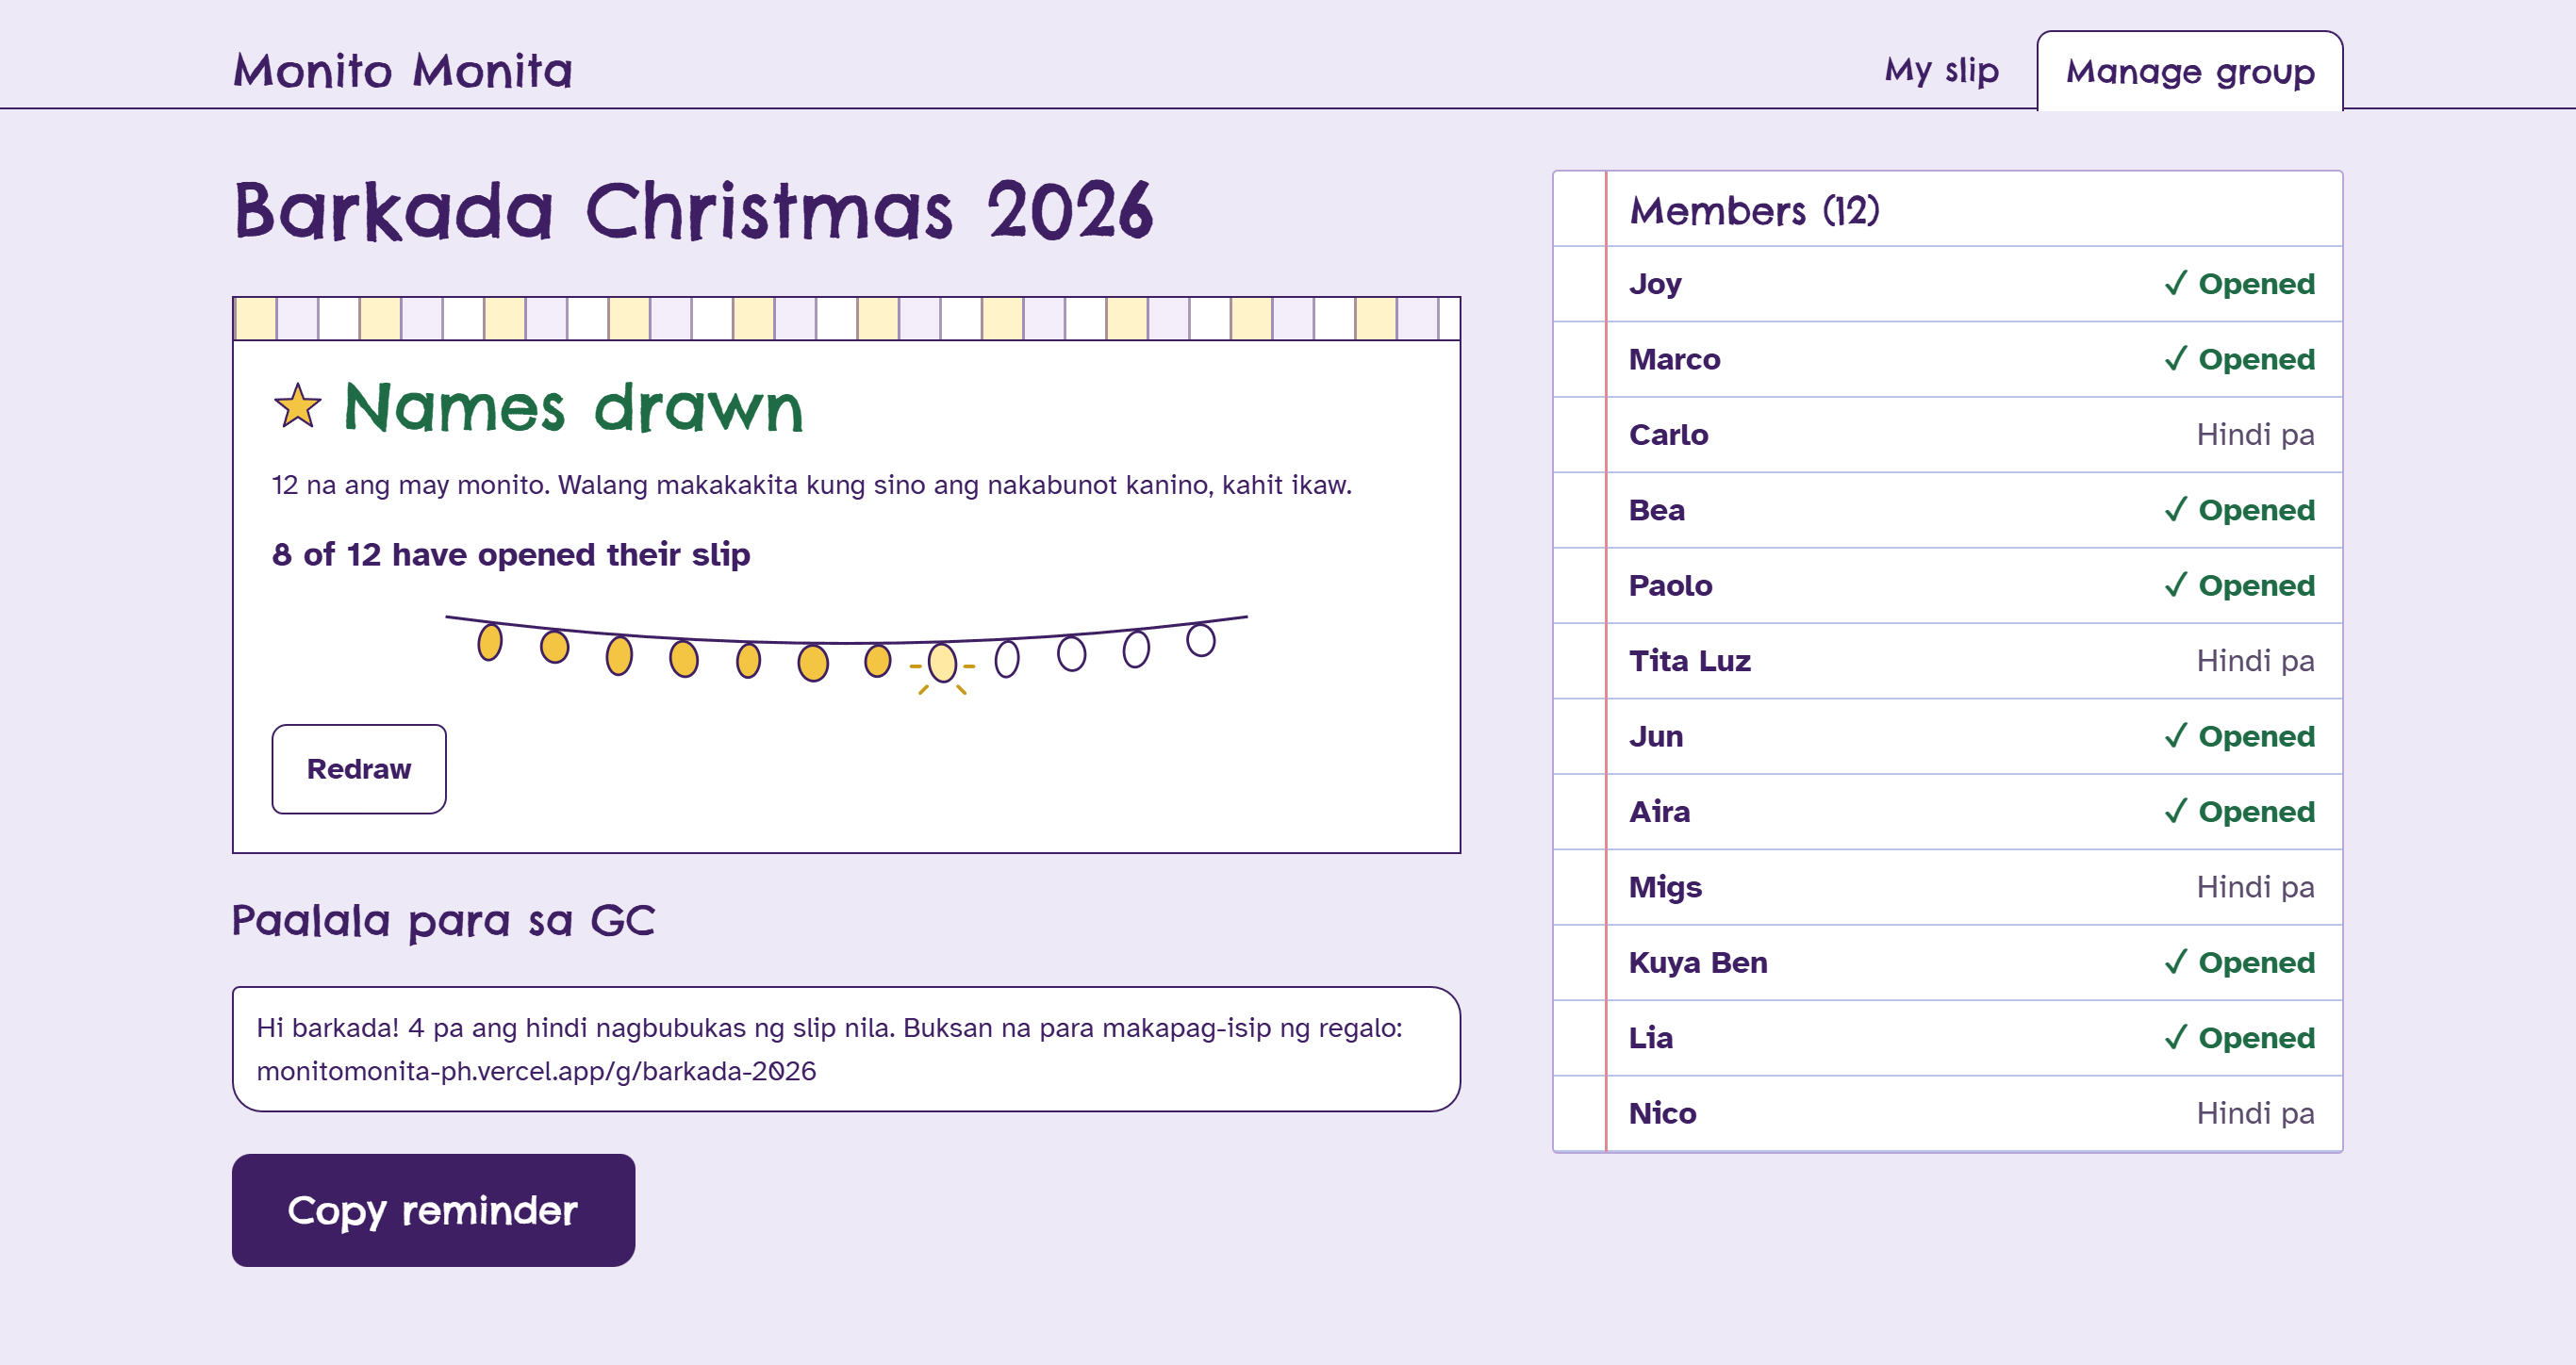 Monito Monita
My slip
Manage group
Barkada Christmas 2026
Names drawn
12 na ang may monito. Walang makakakita kung sino ang nakabunot kanino, kahit ikaw.
8 of 12 have opened their slip
Redraw
Paalala para sa GC
Hi barkada! 4 pa ang hindi nagbubukas ng slip nila. Buksan na para makapag-isip ng regalo:
monitomonita-ph.vercel.app/g/barkada-2026
Copy reminder
Members (12)
Joy ✓ Opened
Marco ✓ Opened
Carlo Hindi pa
Bea ✓ Opened
Paolo ✓ Opened
Tita Luz Hindi pa
Jun ✓ Opened
Aira ✓ Opened
Migs Hindi pa
Kuya Ben ✓ Opened
Lia ✓ Opened
Nico Hindi pa